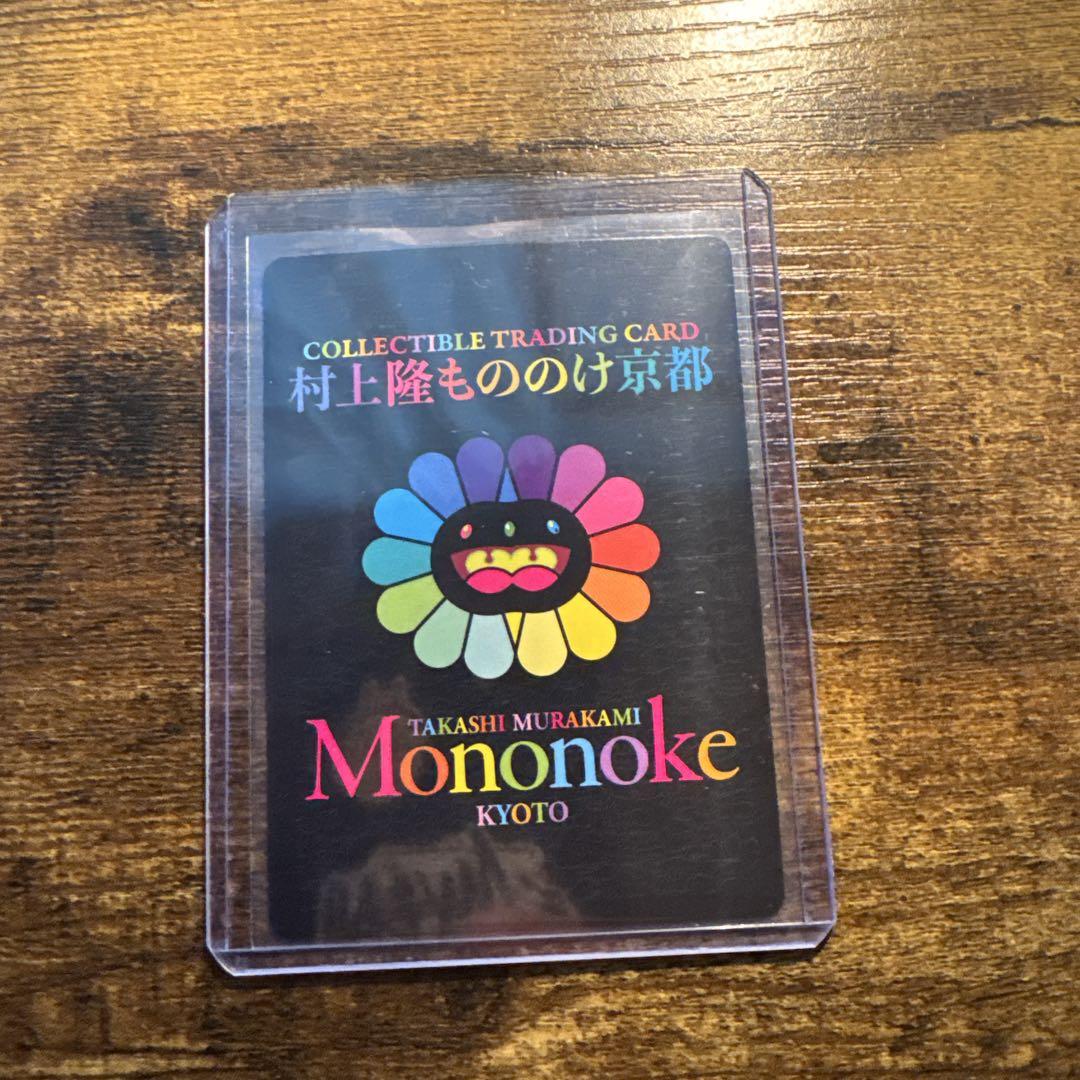 COLLECTIBLE TRADING CARD
村上隆もののけ京都
TAKASHI MURAKAMI
Mononoke
KYOTO